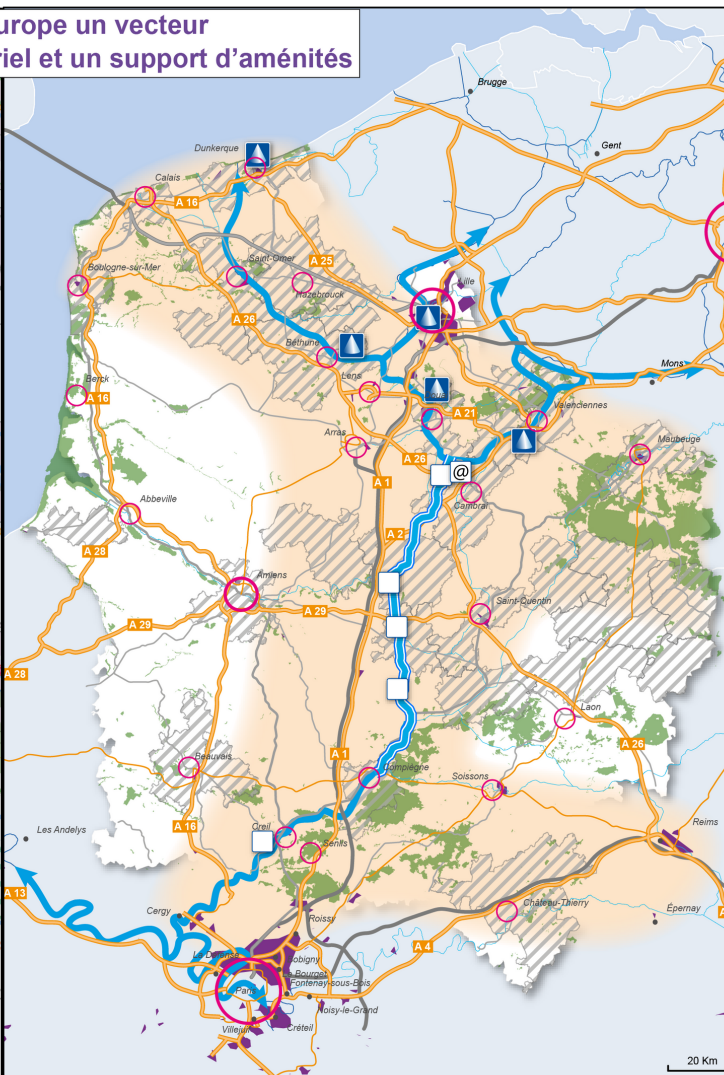 urope un vecteur
riel et un support d'aménités
Brugge
Gent
Dunkerque
Calais
A 16
A 25
Saint-Omer
Boulogne-sur-Mer
Hazebrouck
Lille
A 26
Béthune
Mons
Lens
Berck
A 16
A 21
Valenciennes
Arras
Maubeuge
A 26
@
A 1
Cambrai
Abbeville
A 2
A 28
Amiens
Saint-Quentin
A 29
A 29
A 28
Laon
A 26
A 1
Beauvais
Compiègne
Soissons
A 16
Creil
Reims
Les Andelys
Senlis
A 13
Château-Thierry
Cergy
Roissy
Épernay
A 4
La Défense
Bobigny
Le Bourget
Fontenay-sous-Bois
Paris
Noisy-le-Grand
Villejuif
Créteil
20 Km